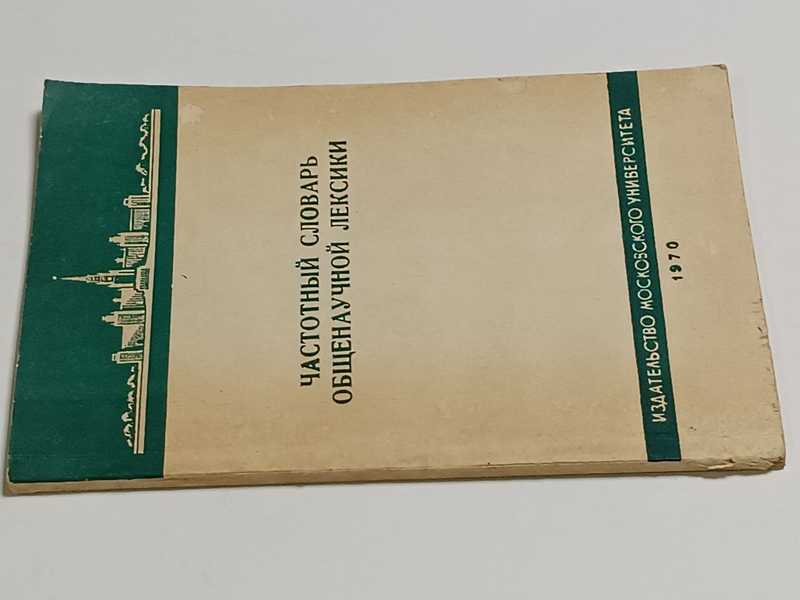 ЧАСТОТНЫЙ СЛОВАРЬ
ОБЩЕНАУЧНОЙ ЛЕКСИКИ
ИЗДАТЕЛЬСТВО МОСКОВСКОГО УНИВЕРСИТЕТА
1970